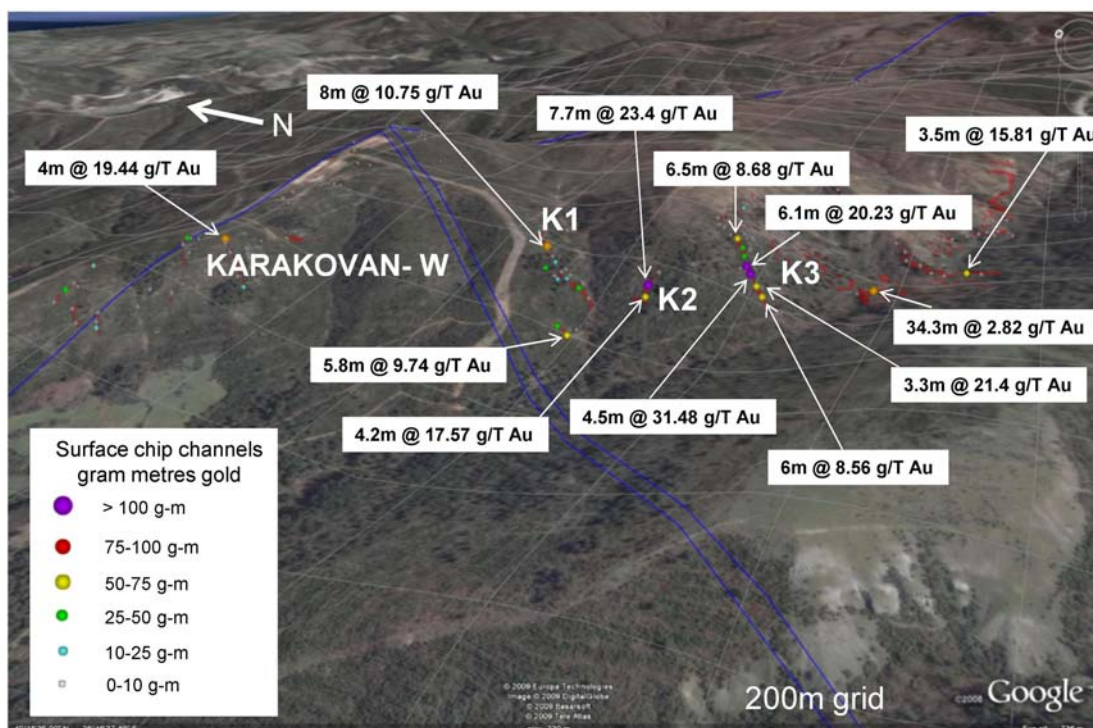 8m @ 10.75 g/T Au
7.7m @ 23.4 g/T Au
3.5m @ 15.81 g/T Au
N
4m @ 19.44 g/T Au
6.5m @ 8.68 g/T Au
6.1m @ 20.23 g/T Au
K1
KARAKOVAN- W
K2
K3
34.3m @ 2.82 g/T Au
5.8m @ 9.74 g/T Au
3.3m @ 21.4 g/T Au
4.2m @ 17.57 g/T Au
4.5m @ 31.48 g/T Au
6m @ 8.56 g/T Au
Surface chip channels
gram metres gold
> 100 g-m
75-100 g-m
50-75 g-m
25-50 g-m
10-25 g-m
0-10 g-m
© 2009 Europa Technologies
Image © 2009 DigitalGlobe
© 2009 Basarsoft
© 2009 Tele Atlas
200m grid
©2008 Google